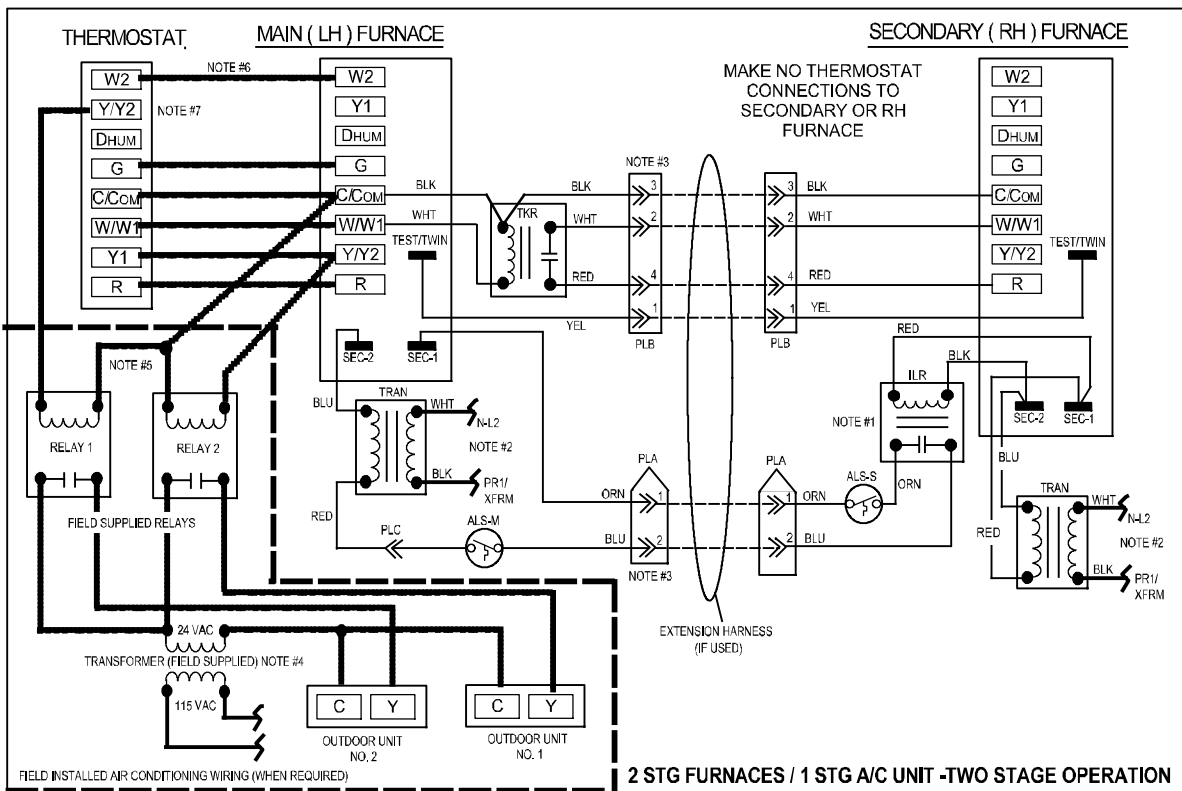 THERMOSTAT
MAIN ( LH ) FURNACE
SECONDARY ( RH ) FURNACE
W2
Y/Y2
DHUM
G
C/COM
W/W1
Y1
R
NOTE #6
NOTE #7
W2
Y1
DHUM
G
C/COM
W/W1
Y/Y2
R
TEST/TWIN
SEC-2
SEC-1
BLK
WHT
TKR
BLK
WHT
RED
YEL
MAKE NO THERMOSTAT
CONNECTIONS TO
SECONDARY OR RH
FURNACE
NOTE #3
3
2
4
1
PLB
3
2
4
1
PLB
BLK
WHT
RED
YEL
W2
Y1
DHUM
G
C/COM
W/W1
Y/Y2
R
TEST/TWIN
SEC-2
SEC-1
RED
BLK
ILR
NOTE #1
BLU
ORN
RED
TRAN
WHT
N-L2
NOTE #2
BLK
PR1/
XFRM
NOTE #5
RELAY 1
RELAY 2
FIELD SUPPLIED RELAYS
BLU
TRAN
WHT
N-L2
NOTE #2
BLK
PR1/
XFRM
RED
PLC
ALS-M
PLA
ORN
1
BLU
2
NOTE #3
PLA
1
ORN
2
BLU
ALS-S
EXTENSION HARNESS
(IF USED)
24 VAC
TRANSFORMER (FIELD SUPPLIED) NOTE #4
115 VAC
C
Y
OUTDOOR UNIT
NO. 2
C
Y
OUTDOOR UNIT
NO. 1
FIELD INSTALLED AIR CONDITIONING WIRING (WHEN REQUIRED)
2 STG FURNACES / 1 STG A/C UNIT -TWO STAGE OPERATION